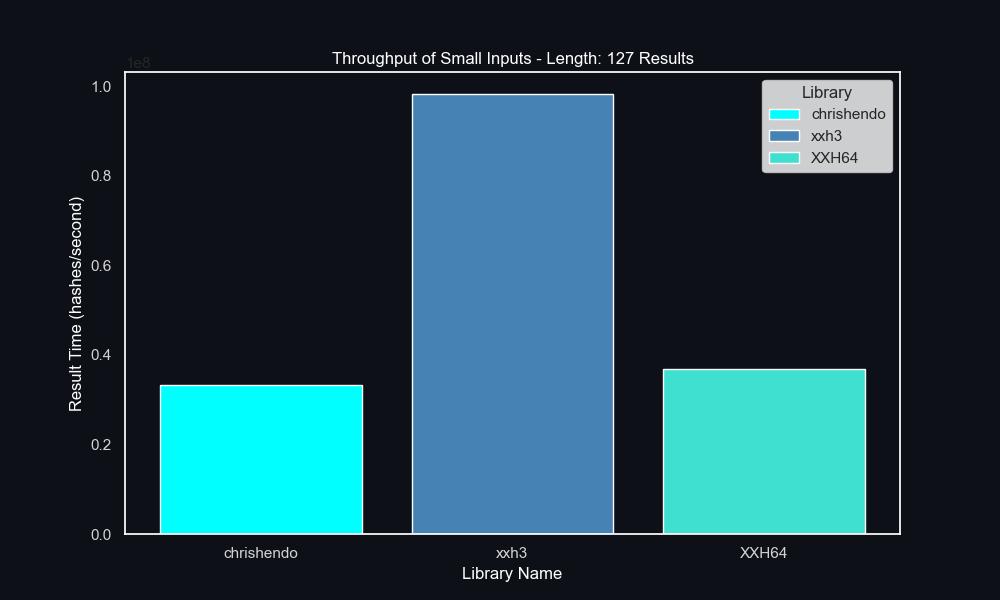 Throughput of Small Inputs - Length: 127 Results
1e8
1.0
0.8
0.6
0.4
0.2
0.0
Result Time (hashes/second)
Library
chrishendo
xxh3
XXH64
chrishendo xxh3 XXH64
Library Name